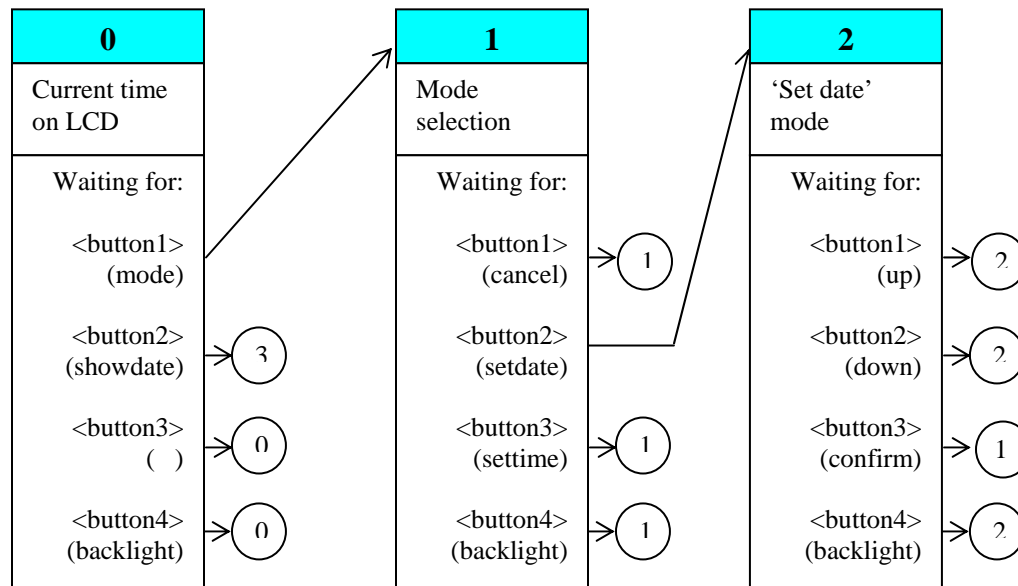 0
Current time
on LCD
Waiting for:
<button1>
(mode)
<button2>
(showdate)
3
<button3>
( )
0
<button4>
(backlight)
0
1
Mode
selection
Waiting for:
<button1>
(cancel)
1
<button2>
(setdate)
<button3>
(settime)
1
<button4>
(backlight)
1
2
‘Set date’
mode
Waiting for:
<button1>
(up)
2
<button2>
(down)
2
<button3>
(confirm)
1
<button4>
(backlight)
2